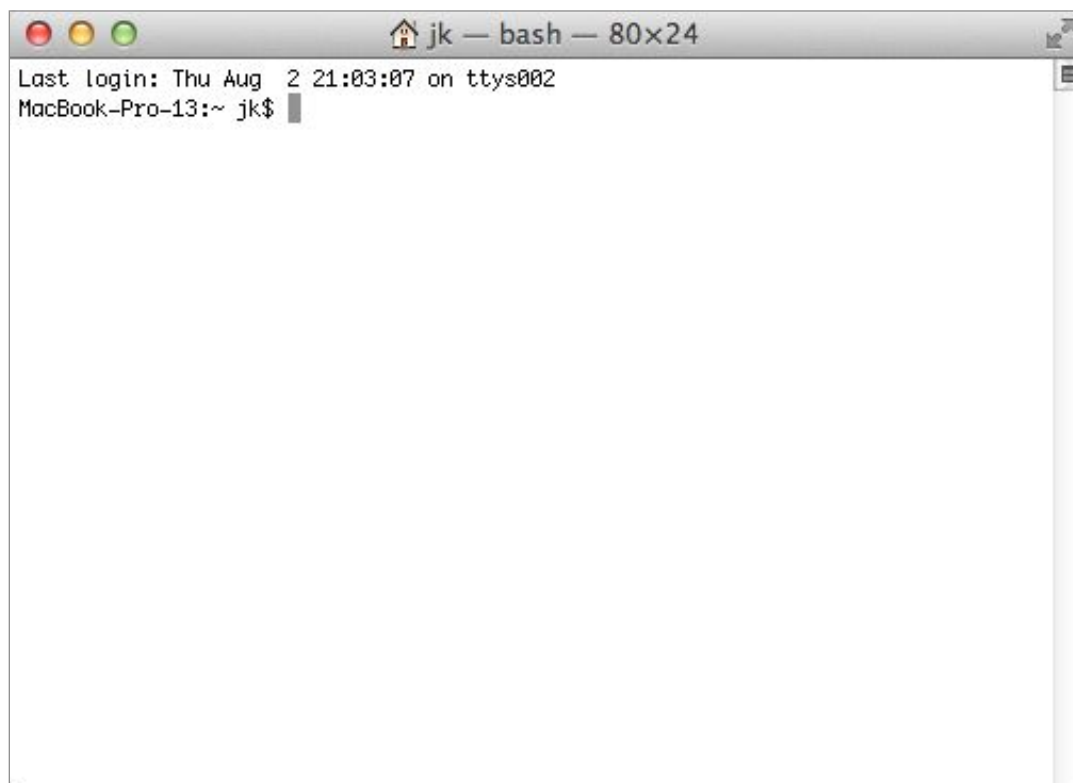 jk — bash — 80×24
Last login: Thu Aug  2 21:03:07 on ttys002
MacBook-Pro-13:~ jk$